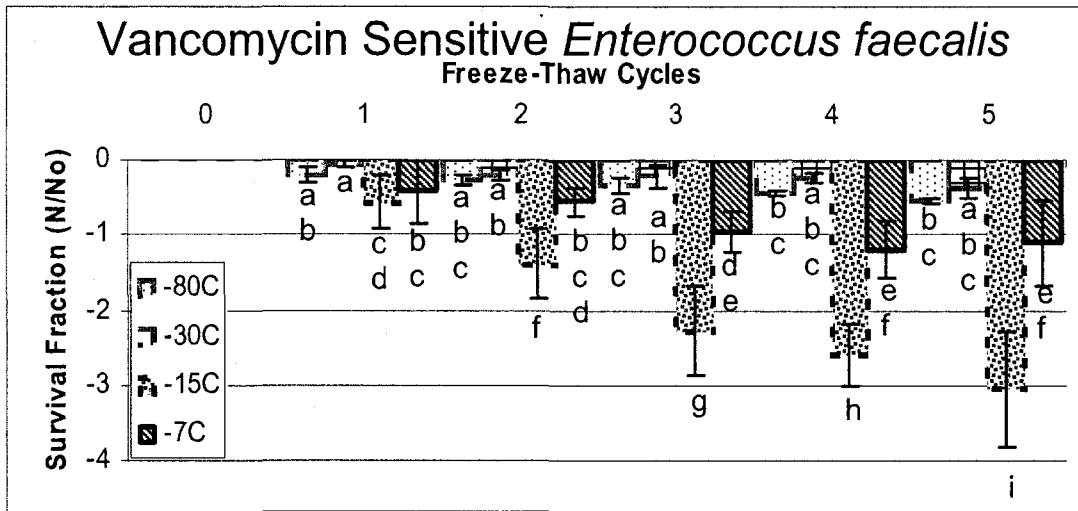 Vancomycin Sensitive Enterococcus faecalis
Freeze-Thaw Cycles
0 1 2 3 4 5
Survival Fraction (N/No)
0
-1
-2
-3
-4
-80C
-30C
-15C
-7C
a a a a a a b a b a
b c b b b b a b c b
d c c f c c b d c b e c b e
d e c f g h c f i